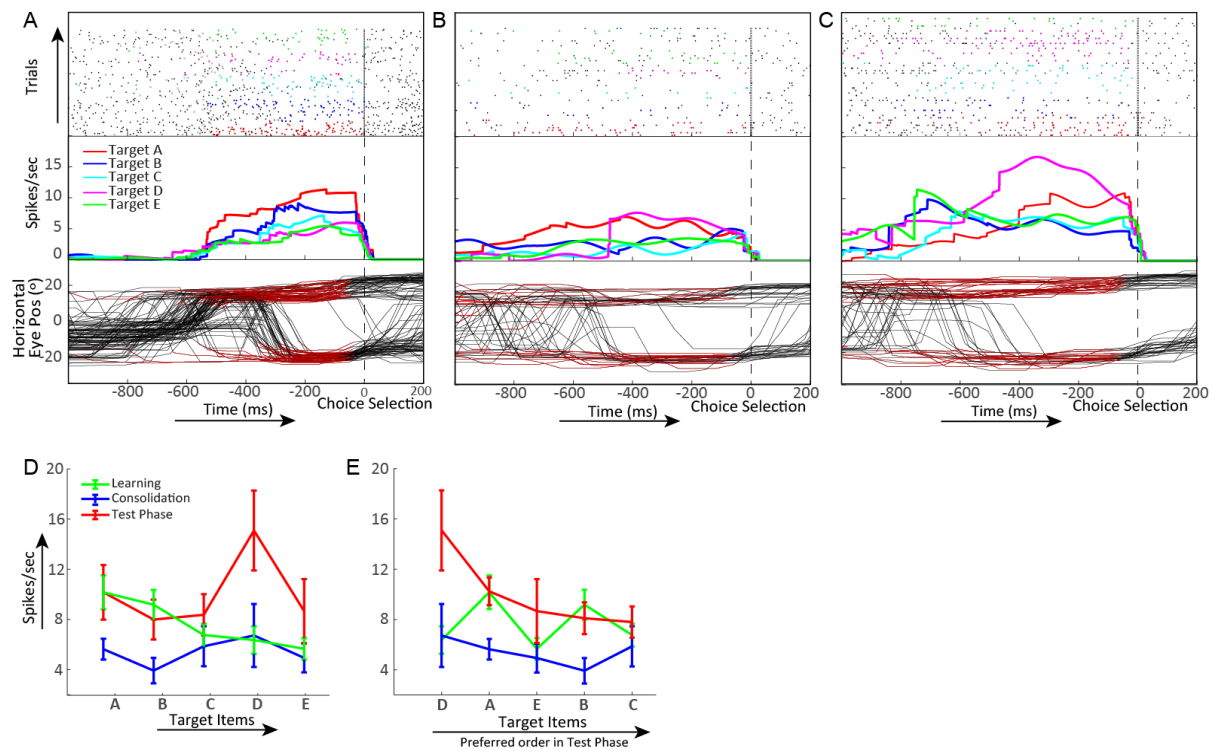 A
B
C
Trials
Spikes/sec
15
10
5
0
Target A
Target B
Target C
Target D
Target E
Horizontal
Eye Pos (°)
20
0
-20
-800 -600 -400 -200 0 200
Time (ms) Choice Selection
-800 -600 -400 -200 0 200
Time (ms) Choice Selection
-800 -600 -400 -200 0 200
Time (ms) Choice Selection
D
Spikes/sec
20
16
12
8
4
Learning
Consolidation
Test Phase
A B C D E
Target Items
E
20
16
12
8
4
D A E B C
Target Items
Preferred order in Test Phase